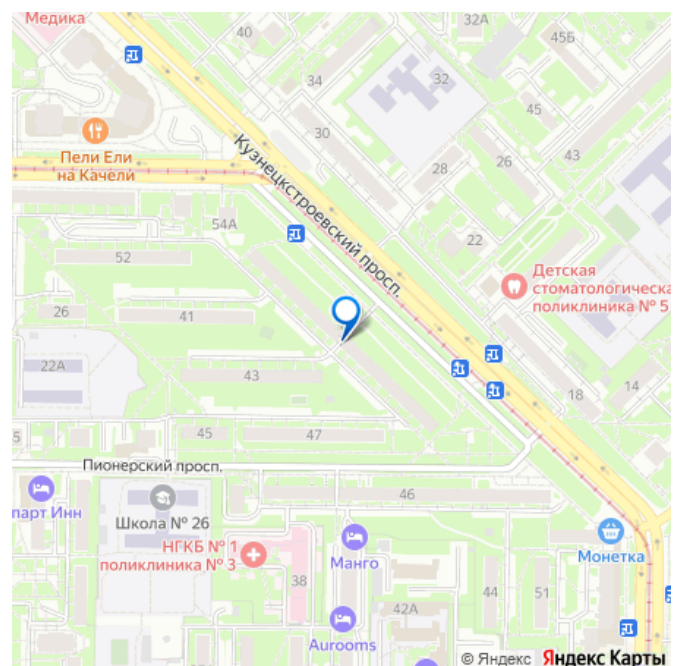 Медика
40
32А
45Б
34
32
45
Пели Ели
на Качели
30
26
43
28
Кузнецкстроевский просп.
54А
22
52
Детская
стоматологическа
поликлиника № 5
26
41
22А
43
18
14
5
45
47
Пионерский просп.
46
парт Инн
Школа № 26
НГКБ № 1
поликлиника № 3
38
Манго
Монетка
44
51
42А
Aurooms
© Яндекс Яндекс Карты